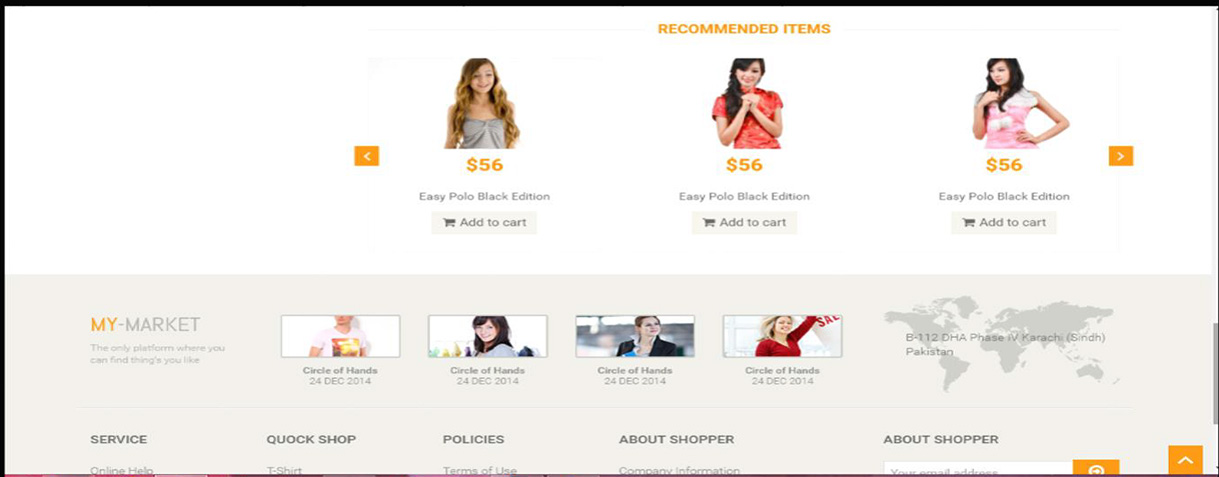 RECOMMENDED ITEMS
$56
$56
$56
Easy Polo Black Edition
Easy Polo Black Edition
Easy Polo Black Edition
Add to cart
Add to cart
Add to cart
MY-MARKET
The only platform where you
can find thing's you like
SALE
Circle of Hands
24 DEC 2014
Circle of Hands
24 DEC 2014
Circle of Hands
24 DEC 2014
Circle of Hands
24 DEC 2014
B-112 DHA Phase IV Karachi (Sindh)
Pakistan
SERVICE
QUOCK SHOP
POLICIES
ABOUT SHOPPER
ABOUT SHOPPER
Online Help
T-Shirt
Terms of Use
Company Information
Your email address